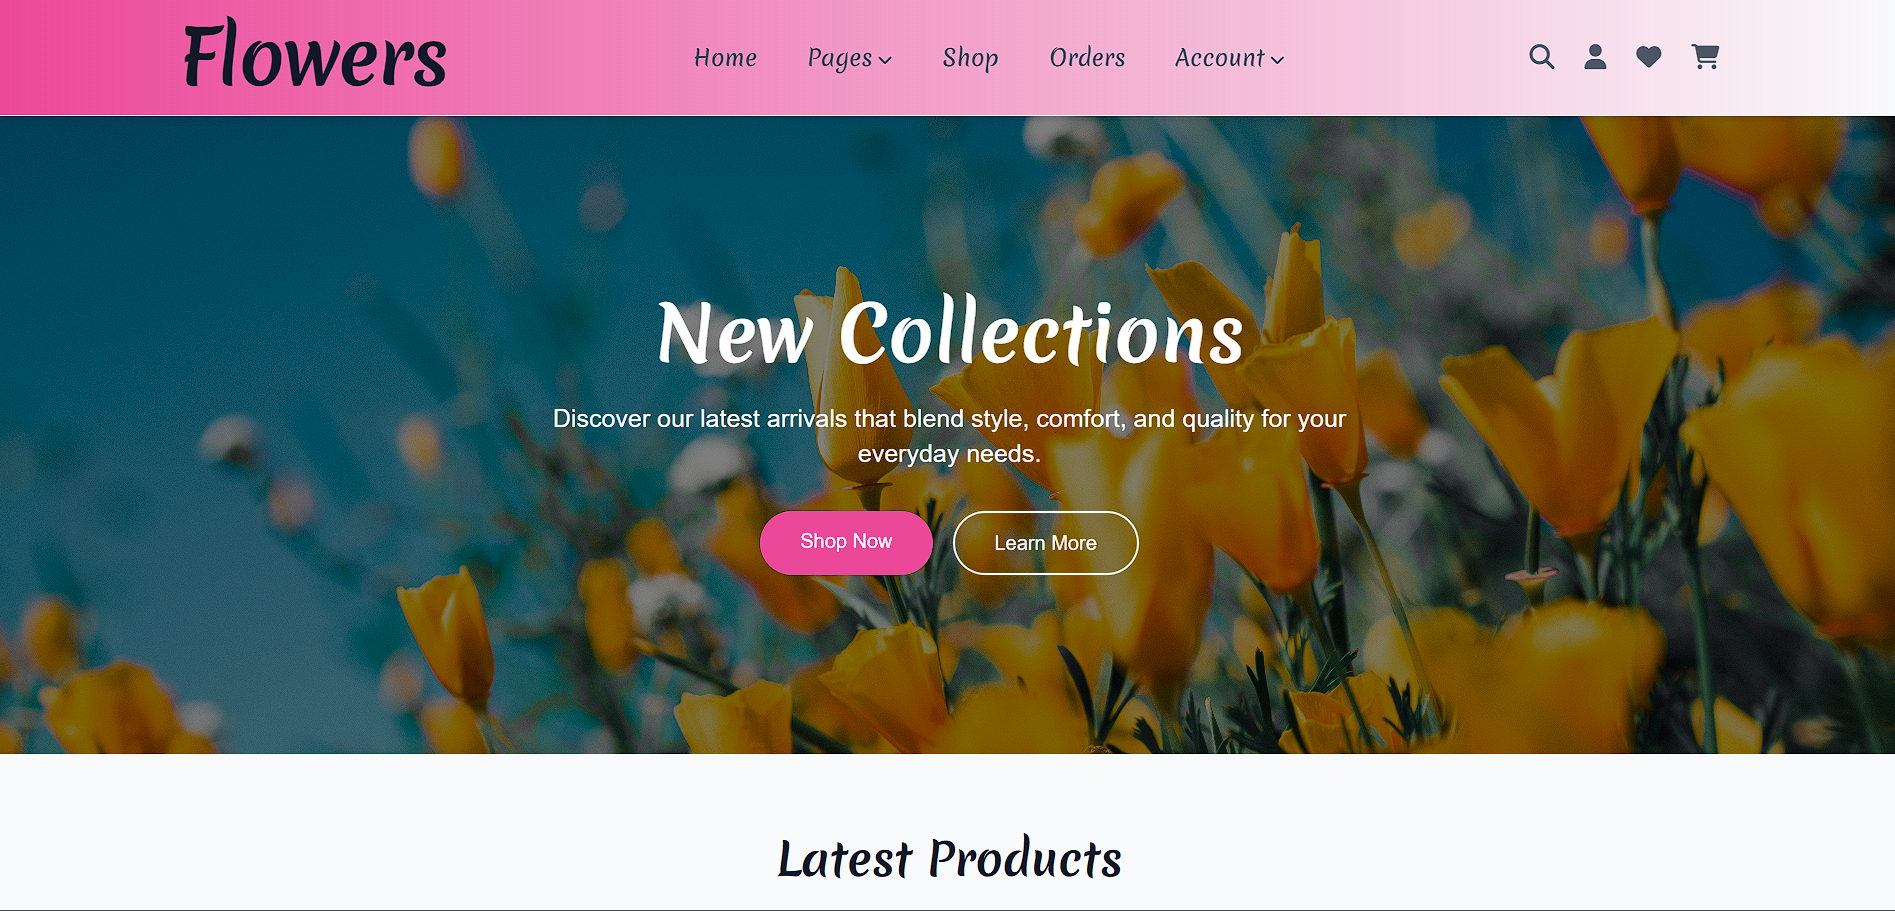 Flowers
Home Pages Shop Orders Account
New Collections
Discover our latest arrivals that blend style, comfort, and quality for your
everyday needs.
Shop Now Learn More
Latest Products